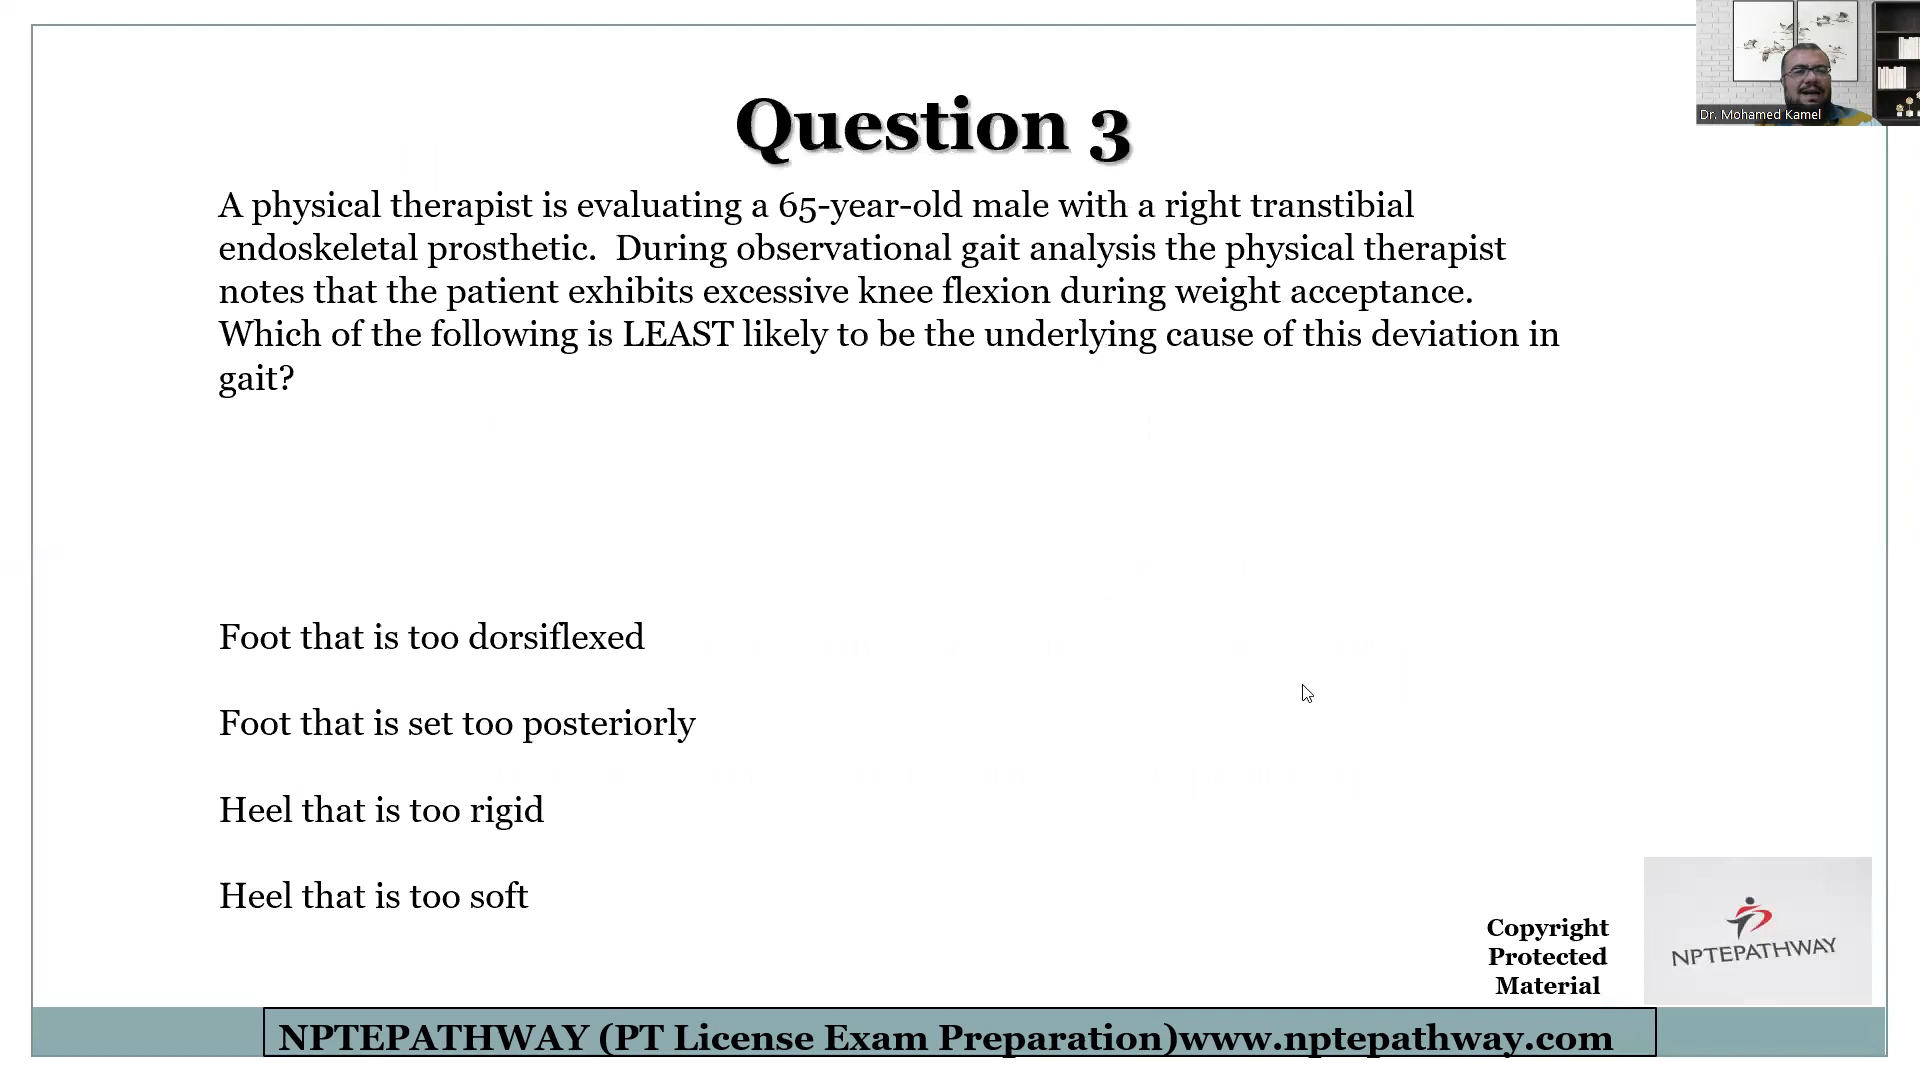 Dr. Mohamed Kamel
Question 3
A physical therapist is evaluating a 65-year-old male with a right transtibial
endoskeletal prosthetic.  During observational gait analysis the physical therapist
notes that the patient exhibits excessive knee flexion during weight acceptance.
Which of the following is LEAST likely to be the underlying cause of this deviation in
gait?
Foot that is too dorsiflexed
Foot that is set too posteriorly
Heel that is too rigid
Heel that is too soft
Copyright
Protected
Material
NPTEPATHWAY
NPTEPATHWAY (PT License Exam Preparation)www.nptepathway.com